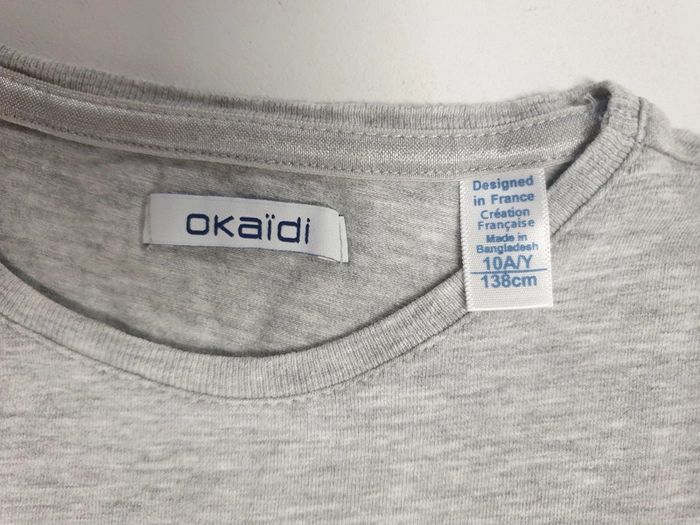 okaïdi
Designed
in France
Création
Française
Made in
Bangladesh
10A/Y
138cm